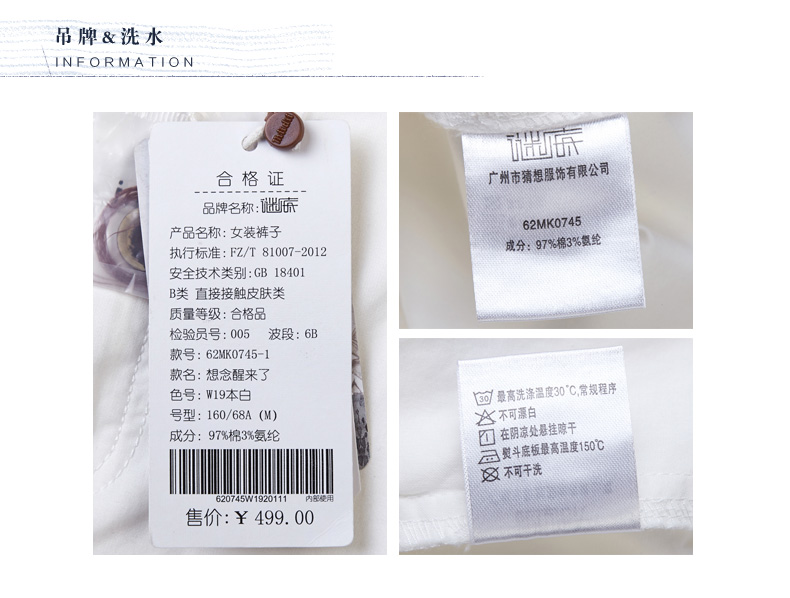 吊牌&洗水
INFORMATION
合格证
品牌名称:谜底
产品名称:女装裤子
执行标准:FZ/T 81007-2012
安全技术类别:GB 18401
B类 直接接触皮肤类
质量等级:合格品
检验员号:005 波段:6B
款号:62MK0745-1
款名:想念醒来了
色号:W19本白
号型:160/68A (M)
成分:97%棉3%氨纶
620745W1920111 内部使用
售价:¥ 499.00
谜底
广州市猜想服饰有限公司
62MK0745
成分:97%棉3%氨纶
30 最高洗涤温度30℃,常规程序
不可漂白
在阴凉处悬挂晾干
熨斗底板最高温度150℃
不可干洗